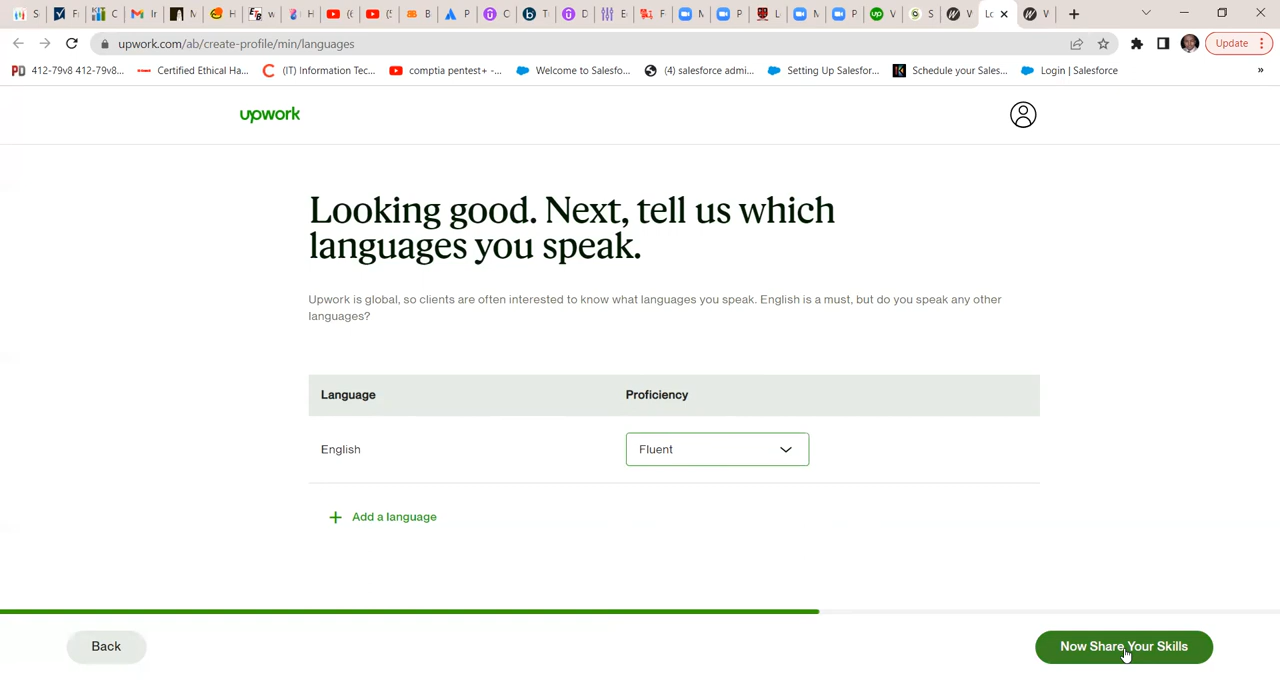 upwork.com/ab/create-profile/min/languages
Update
412-79v8 412-79v8...
Certified Ethical Ha...
(IT) Information Tec...
comptia pentest+ -...
Welcome to Salesfo...
(4) salesforce admi...
Setting Up Salesfor...
Schedule your Sales...
Login | Salesforce
»
upwork
Looking good. Next, tell us which
languages you speak.
Upwork is global, so clients are often interested to know what languages you speak. English is a must, but do you speak any other
languages?
Language Proficiency
English Fluent
+ Add a language
Back Now Share Your Skills